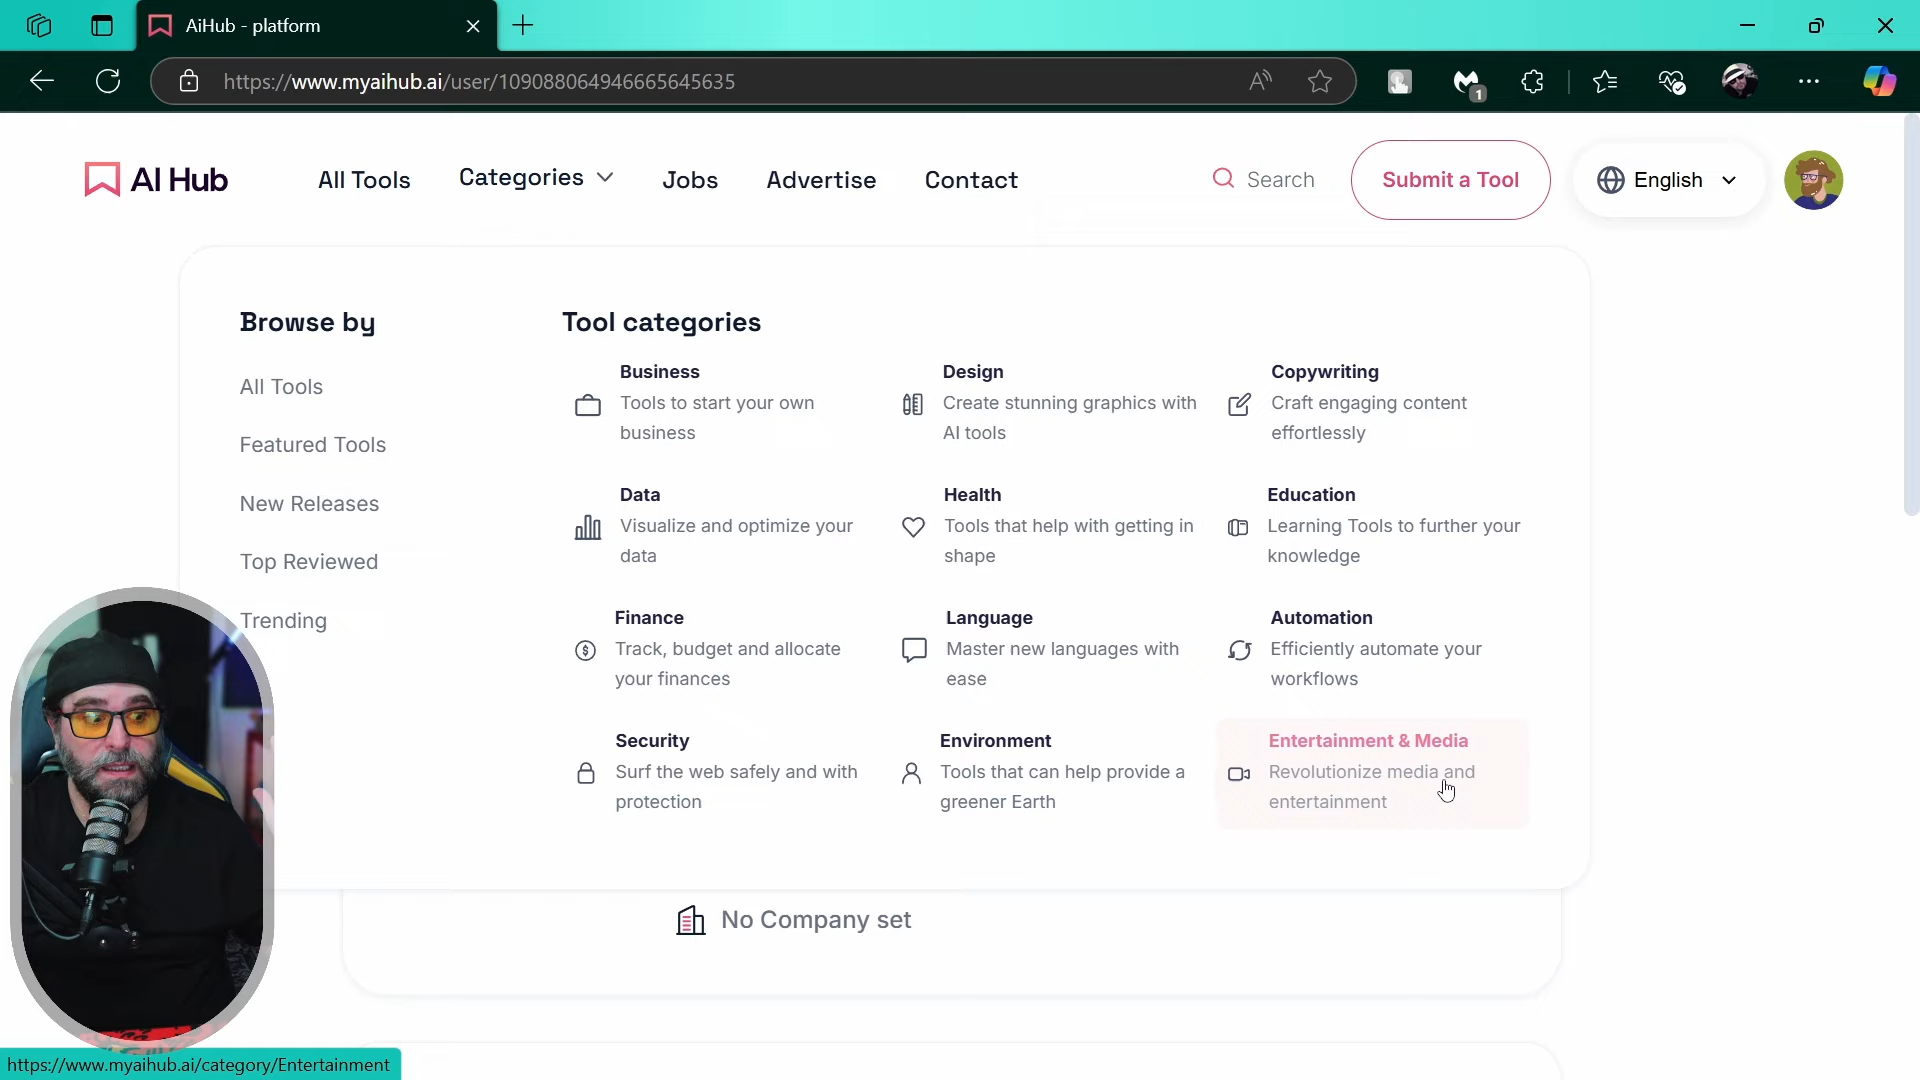 AiHub - platform
https://www.myaihub.ai/user/109088064946665645635
1
AI Hub
All Tools
Categories
Jobs
Advertise
Contact
Search
Submit a Tool
English
Browse by
All Tools
Featured Tools
New Releases
Top Reviewed
Trending
Tool categories
Business
Tools to start your own
business
Design
Create stunning graphics with
AI tools
Copywriting
Craft engaging content
effortlessly
Data
Visualize and optimize your
data
Health
Tools that help with getting in
shape
Education
Learning Tools to further your
knowledge
Finance
Track, budget and allocate
your finances
Language
Master new languages with
ease
Automation
Efficiently automate your
workflows
Security
Surf the web safely and with
protection
Environment
Tools that can help provide a
greener Earth
Entertainment & Media
Revolutionize media and
entertainment
No Company set
https://www.myaihub.ai/category/Entertainment